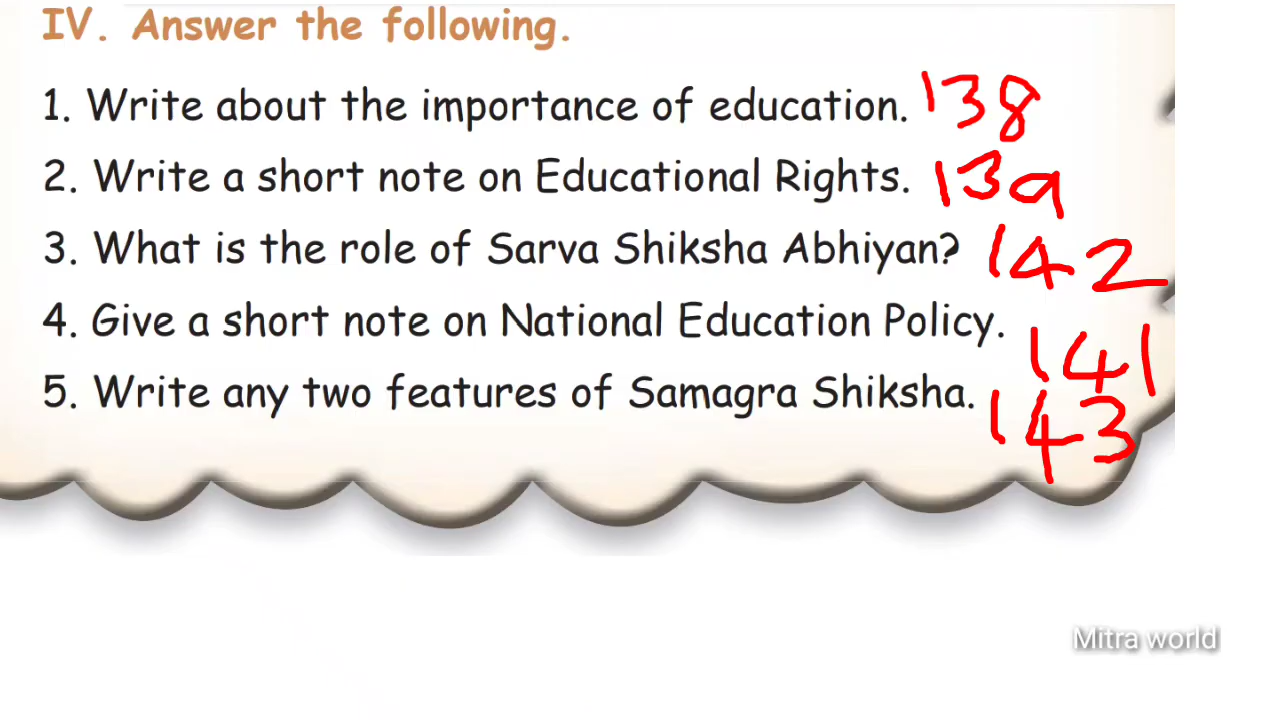 IV. Answer the following.
1. Write about the importance of education. 138
2. Write a short note on Educational Rights. 139
3. What is the role of Sarva Shiksha Abhiyan? 142
4. Give a short note on National Education Policy. 141
5. Write any two features of Samagra Shiksha. 143
Mitra world